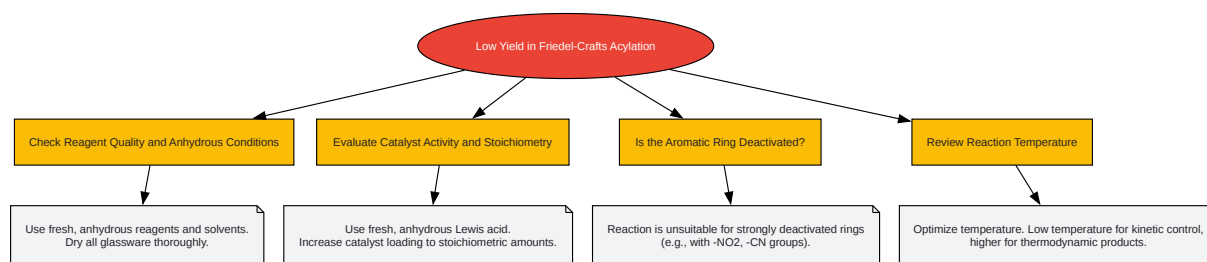 Low Yield in Friedel-Crafts Acylation
Check Reagent Quality and Anhydrous Conditions
Evaluate Catalyst Activity and Stoichiometry
Is the Aromatic Ring Deactivated?
Review Reaction Temperature
Use fresh, anhydrous reagents and solvents.
Dry all glassware thoroughly.
Use fresh, anhydrous Lewis acid.
Increase catalyst loading to stoichiometric amounts.
Reaction is unsuitable for strongly deactivated rings
(e.g., with -NO2, -CN groups).
Optimize temperature. Low temperature for kinetic control,
higher for thermodynamic products.